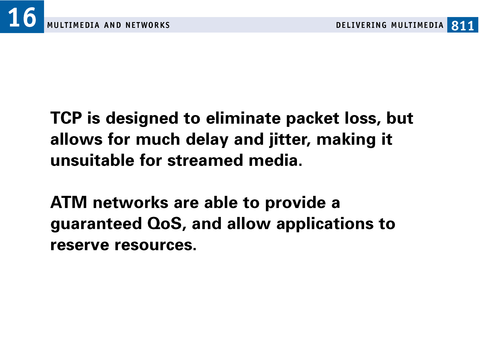 16
MULTIMEDIA AND NETWORKS
DELIVERING MULTIMEDIA
811
TCP is designed to eliminate packet loss, but
allows for much delay and jitter, making it
unsuitable for streamed media.
ATM networks are able to provide a
guaranteed QoS, and allow applications to
reserve resources.